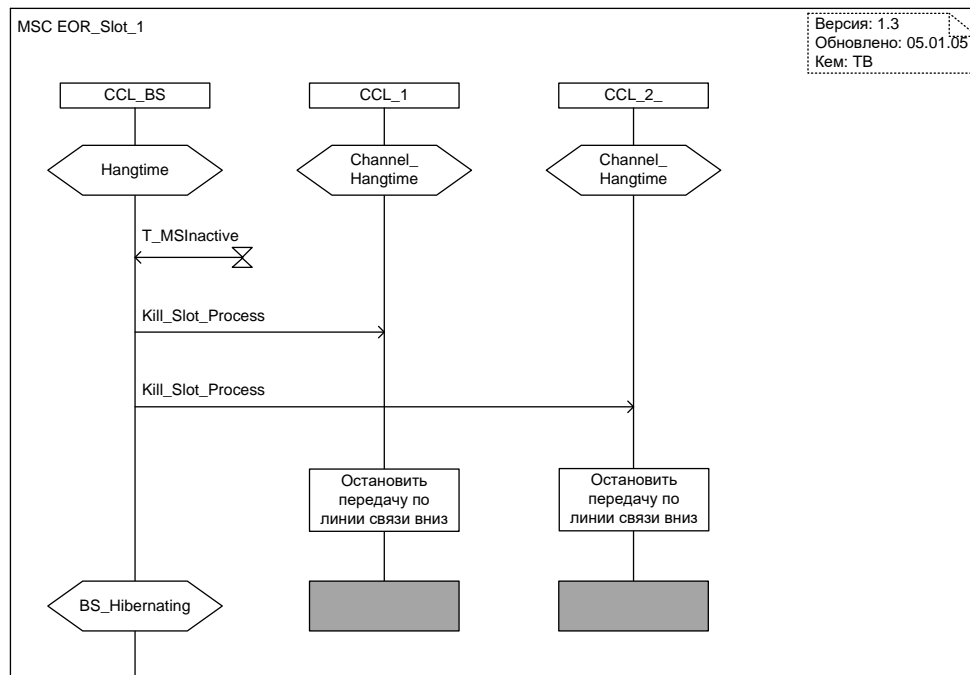 MSC EOR_Slot_1
Версия: 1.3
Обновлено: 05.01.05
Кем: ТВ
CCL_BS
CCL_1
CCL_2_
Hangtime
Channel_
Hangtime
Channel_
Hangtime
T_MSInactive
Kill_Slot_Process
Kill_Slot_Process
Остановить
передачу по
линии связи вниз
Остановить
передачу по
линии связи вниз
BS_Hibernating